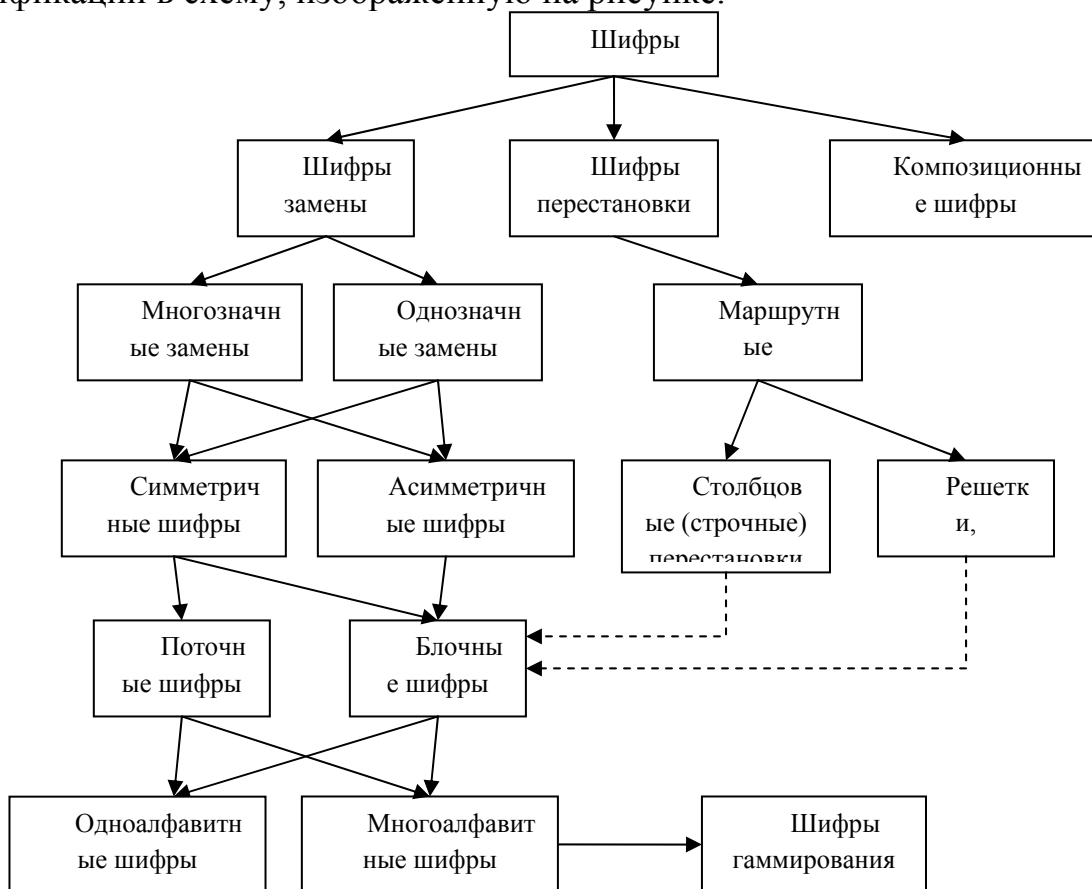 фикации в схему, изображенную на рисунке.
Шифры
Шифры
замены
Шифры
перестановки
Композиционны
е шифры
Многозначн
ые замены
Однозначн
ые замены
Маршрутн
ые
Симметрич
ные шифры
Асимметричн
ые шифры
Столбцов
ые (строчные)
перестановки
Решетк
и,
Поточн
ые шифры
Блочны
е шифры
Одноалфавитн
ые шифры
Многоалфавит
ные шифры
Шифры
гаммирования